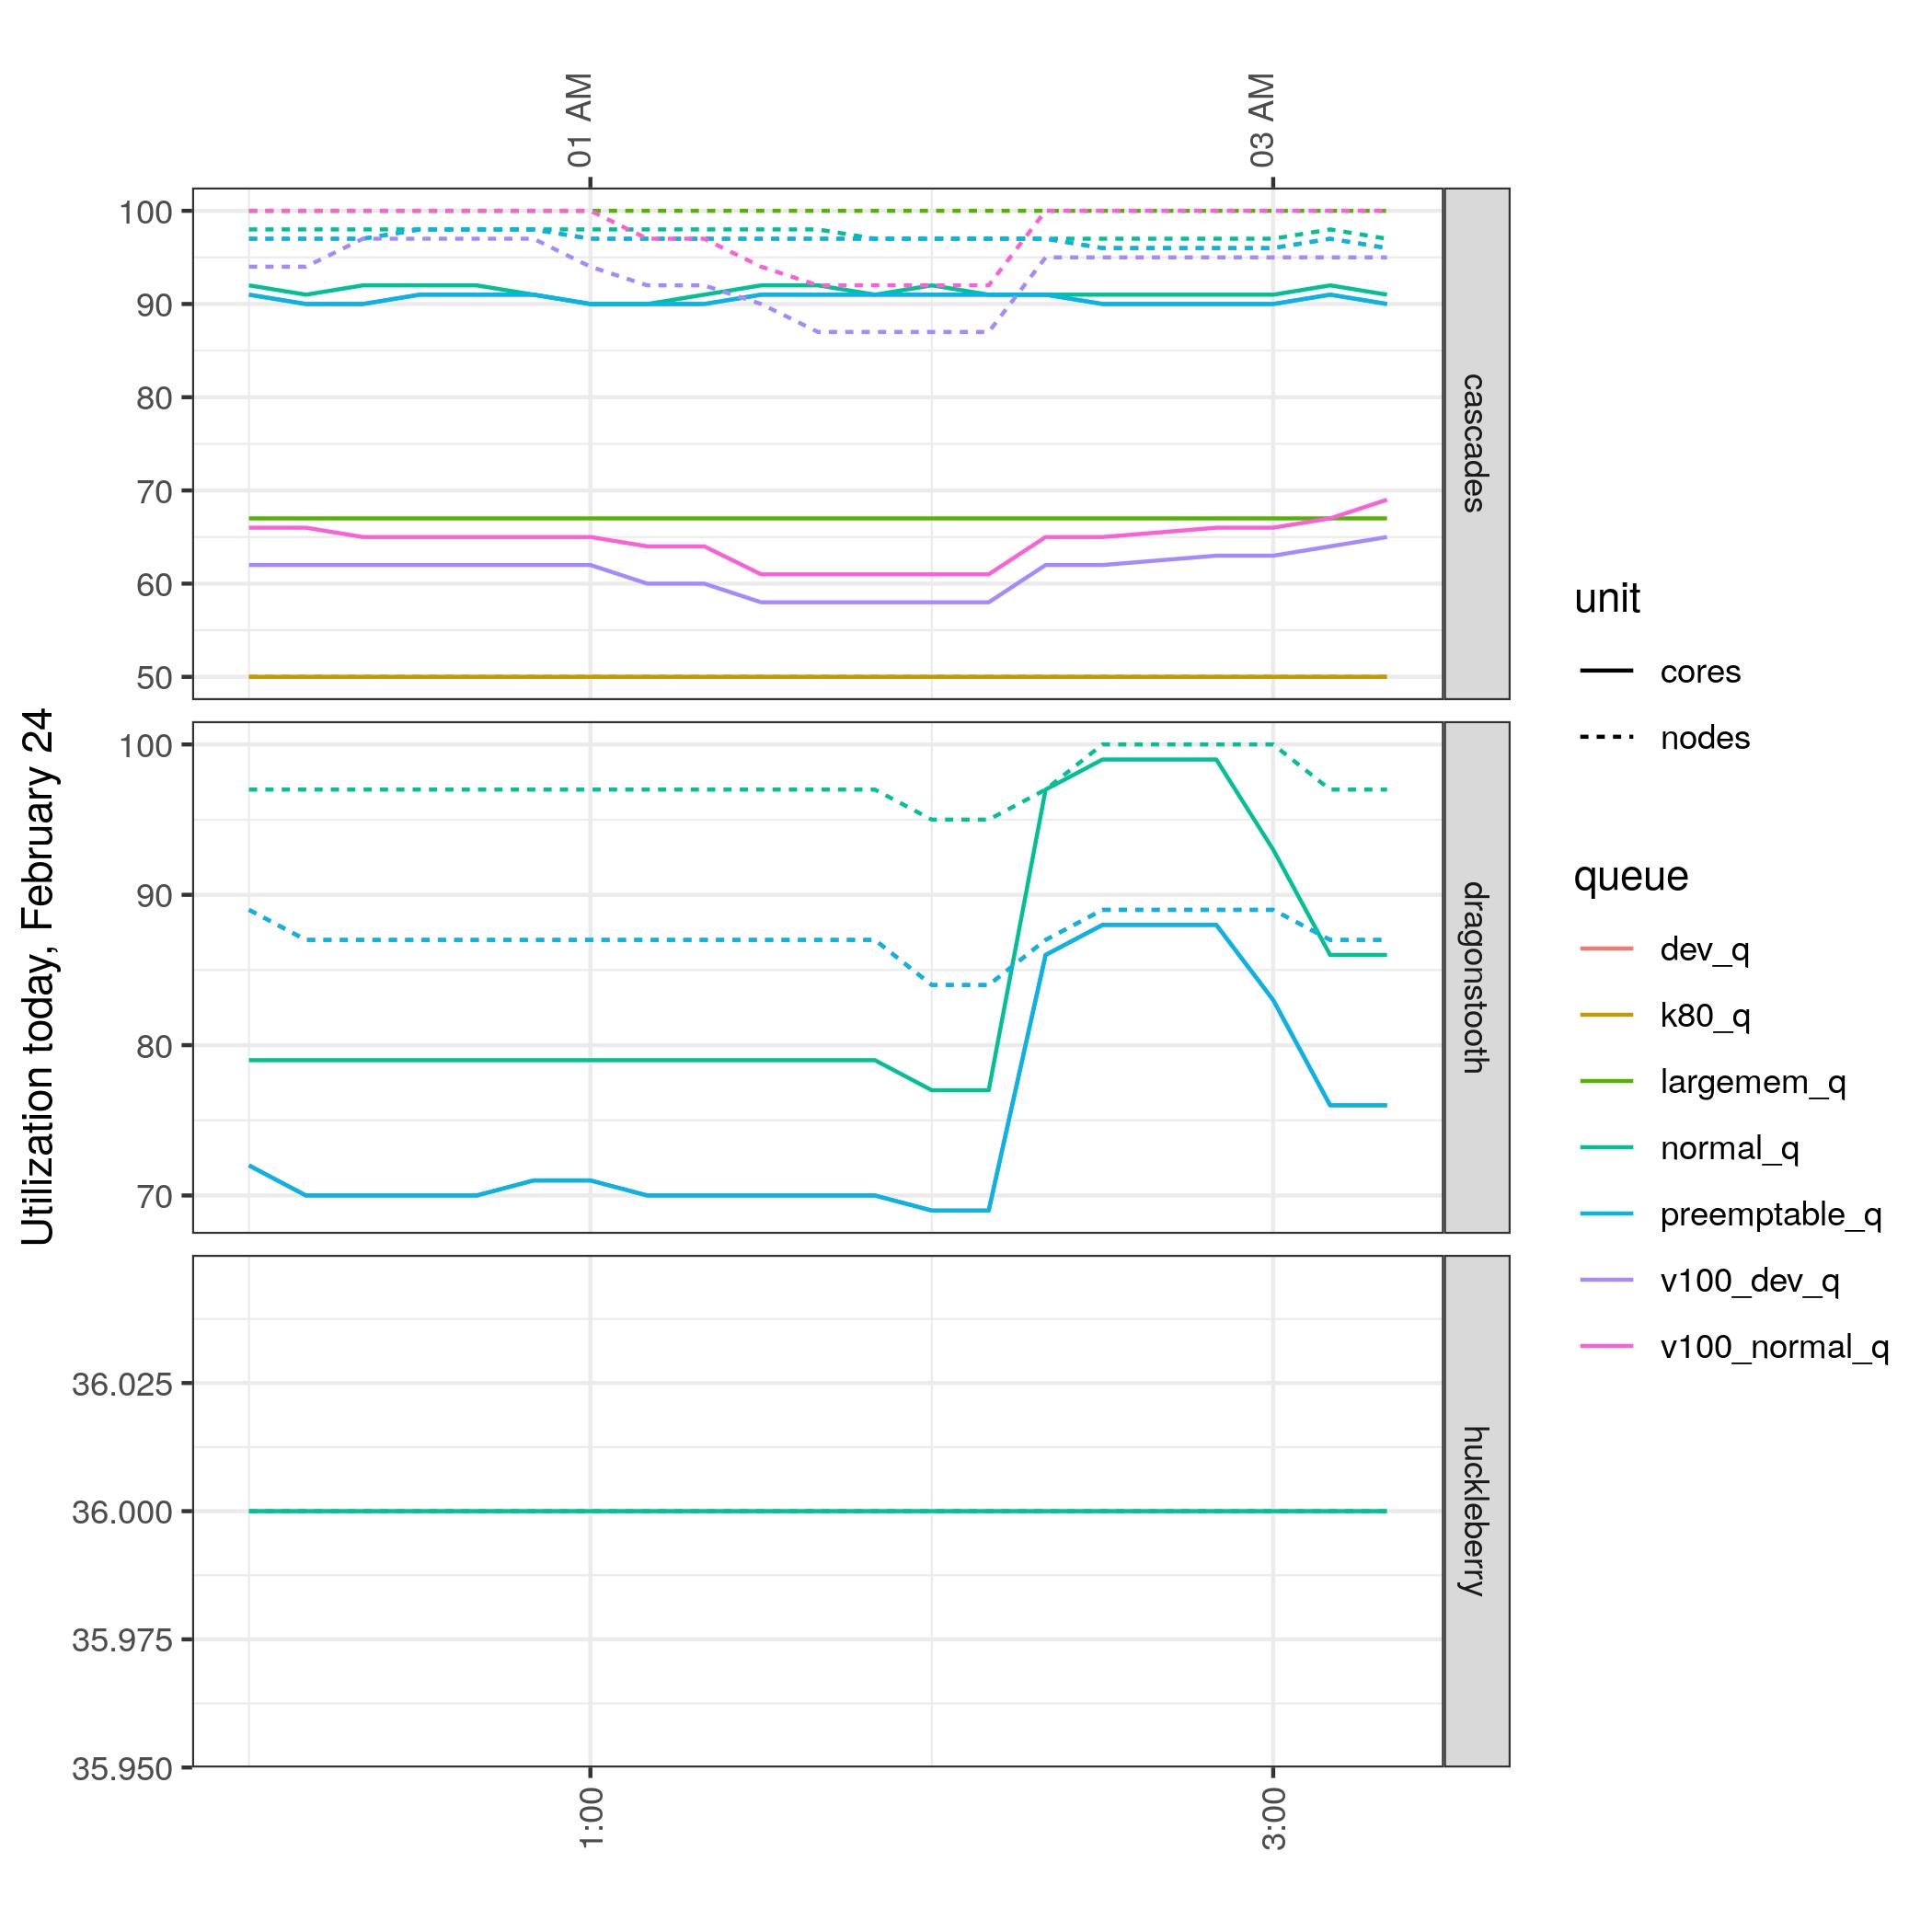 01 AM
03 AM
Utilization today, February 24
100
90
80
70
60
50
cascades
100
90
80
70
dragonstooth
36.025
36.000
35.975
35.950
huckleberry
1:00
3:00
unit
cores
nodes
queue
dev_q
k80_q
largemem_q
normal_q
preemptable_q
v100_dev_q
v100_normal_q